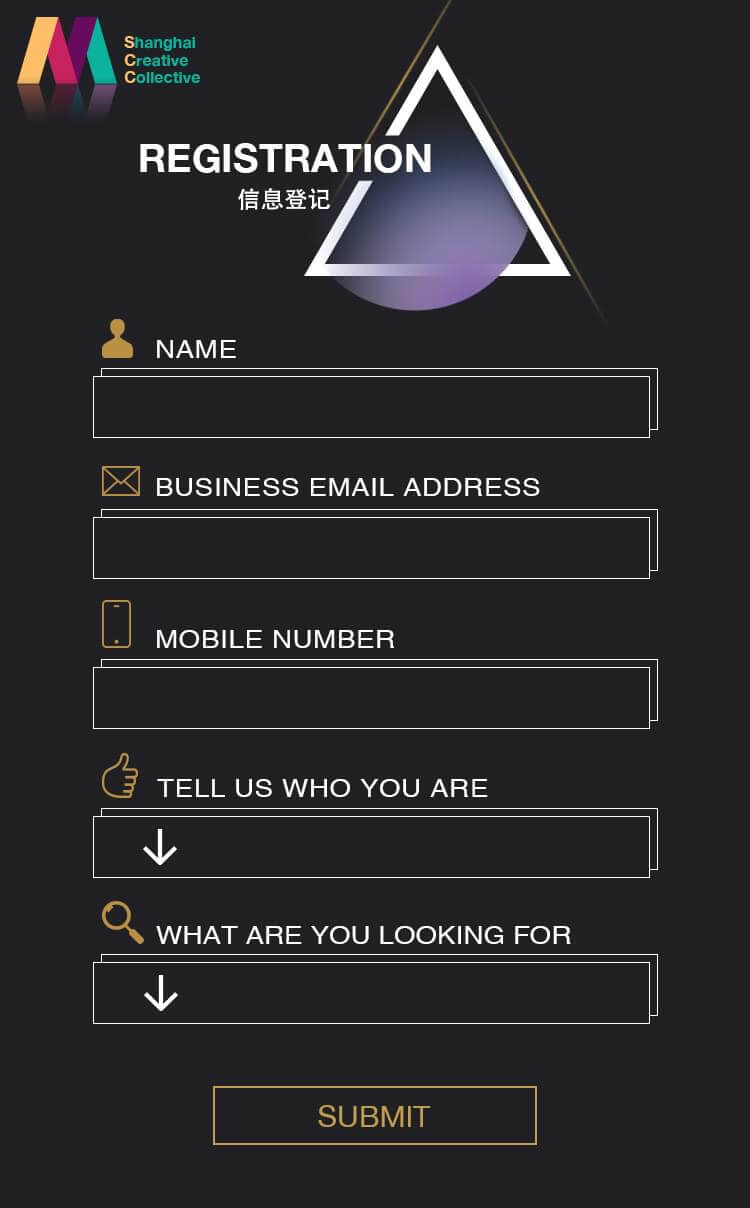 Shanghai
Creative
Collective
REGISTRATION
信息登记
NAME
BUSINESS EMAIL ADDRESS
MOBILE NUMBER
TELL US WHO YOU ARE
WHAT ARE YOU LOOKING FOR
SUBMIT